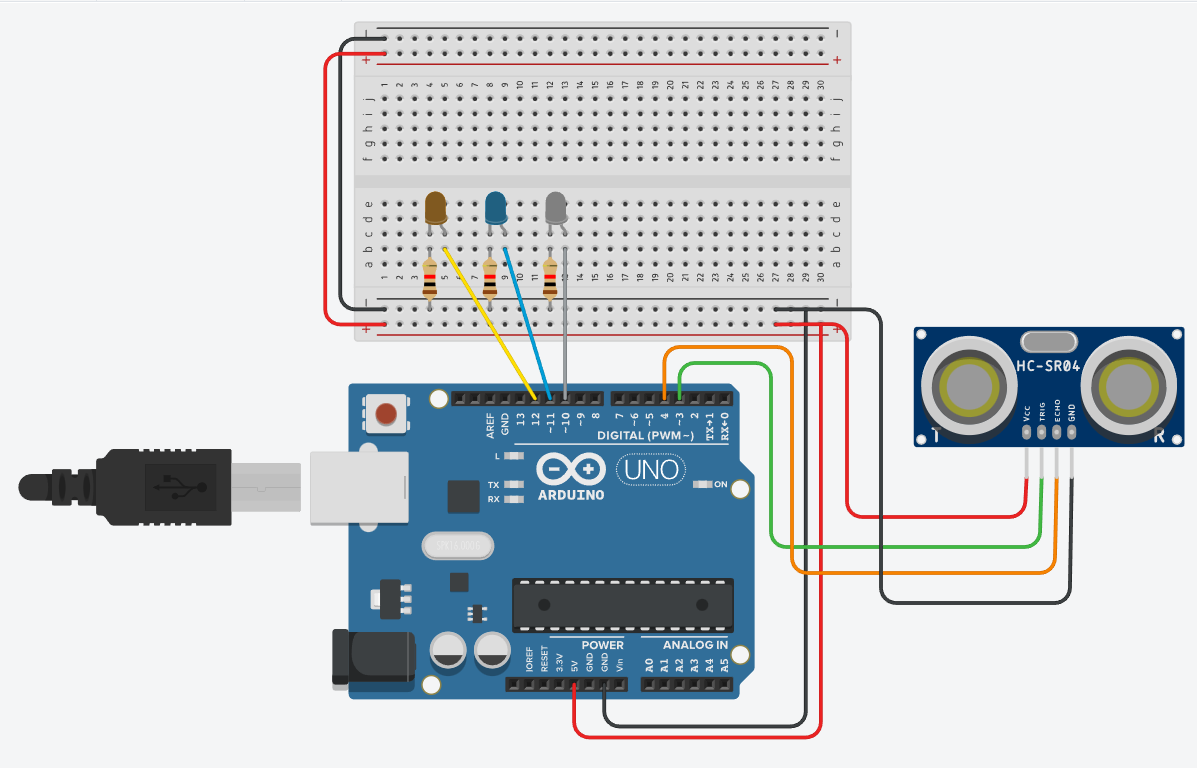 − −
+ +
1 2 3 4 5 6 7 8 9 10 11 12 13 14 15 16 17 18 19 20 21 22 23 24 25 26 27 28 29 30
j j
i i
h h
g g
f f
e e
d d
c c
b b
a a
1 2 3 4 5 6 7 8 9 10 11 12 13 14 15 16 17 18 19 20 21 22 23 24 25 26 27 28 29 30
− −
+ +
HC-SR04
VCC TRIG ECHO GND
T R
AREF GND 13 12 ~11 ~10 ~9 8 7 ~6 ~5 4 ~3 2 TX→1 RX←0
DIGITAL (PWM~)
L
TX
RX
UNO
ARDUINO
ON
POWER
ANALOG IN
IOREF RESET 3.3V 5V GND GND Vin A0 A1 A2 A3 A4 A5